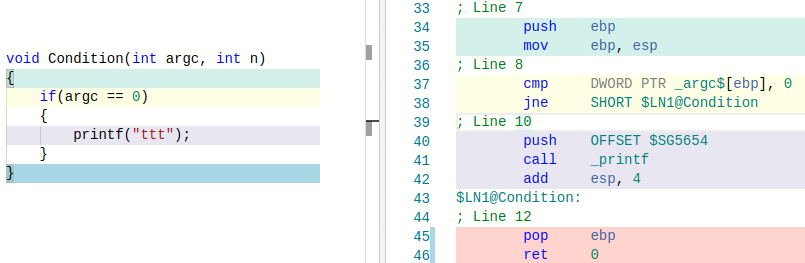 void Condition(int argc, int n)
{
    if(argc == 0)
    {
        printf("ttt");
    }
}
33 ; Line 7
34         push    ebp
35         mov     ebp, esp
36 ; Line 8
37         cmp     DWORD PTR _argc$[ebp], 0
38         jne     SHORT $LN1@Condition
39 ; Line 10
40         push    OFFSET $SG5654
41         call    _printf
42         add     esp, 4
43 $LN1@Condition:
44 ; Line 12
45         pop     ebp
46         ret     0